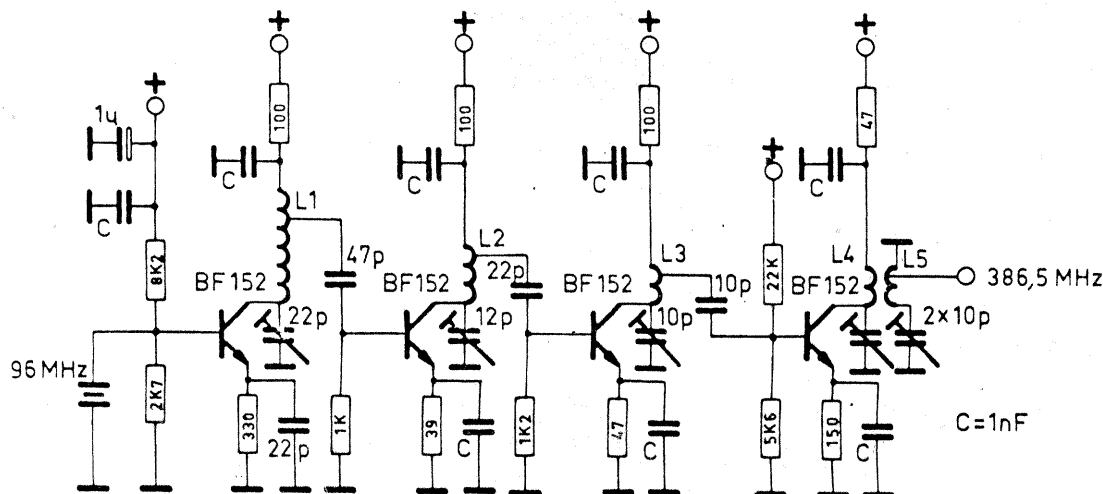 +
+
+
+
+
+
1µ
C
8K2
2K7
96 MHz
100
C
L1
BF152
22p
330
22p
47p
1K
100
C
L2
BF152
12p
39
C
22p
1K2
100
C
L3
BF152
10p
47
C
10p
22K
5K6
47
C
L4
L5
BF152
2×10p
150
C
386,5 MHz
C=1nF